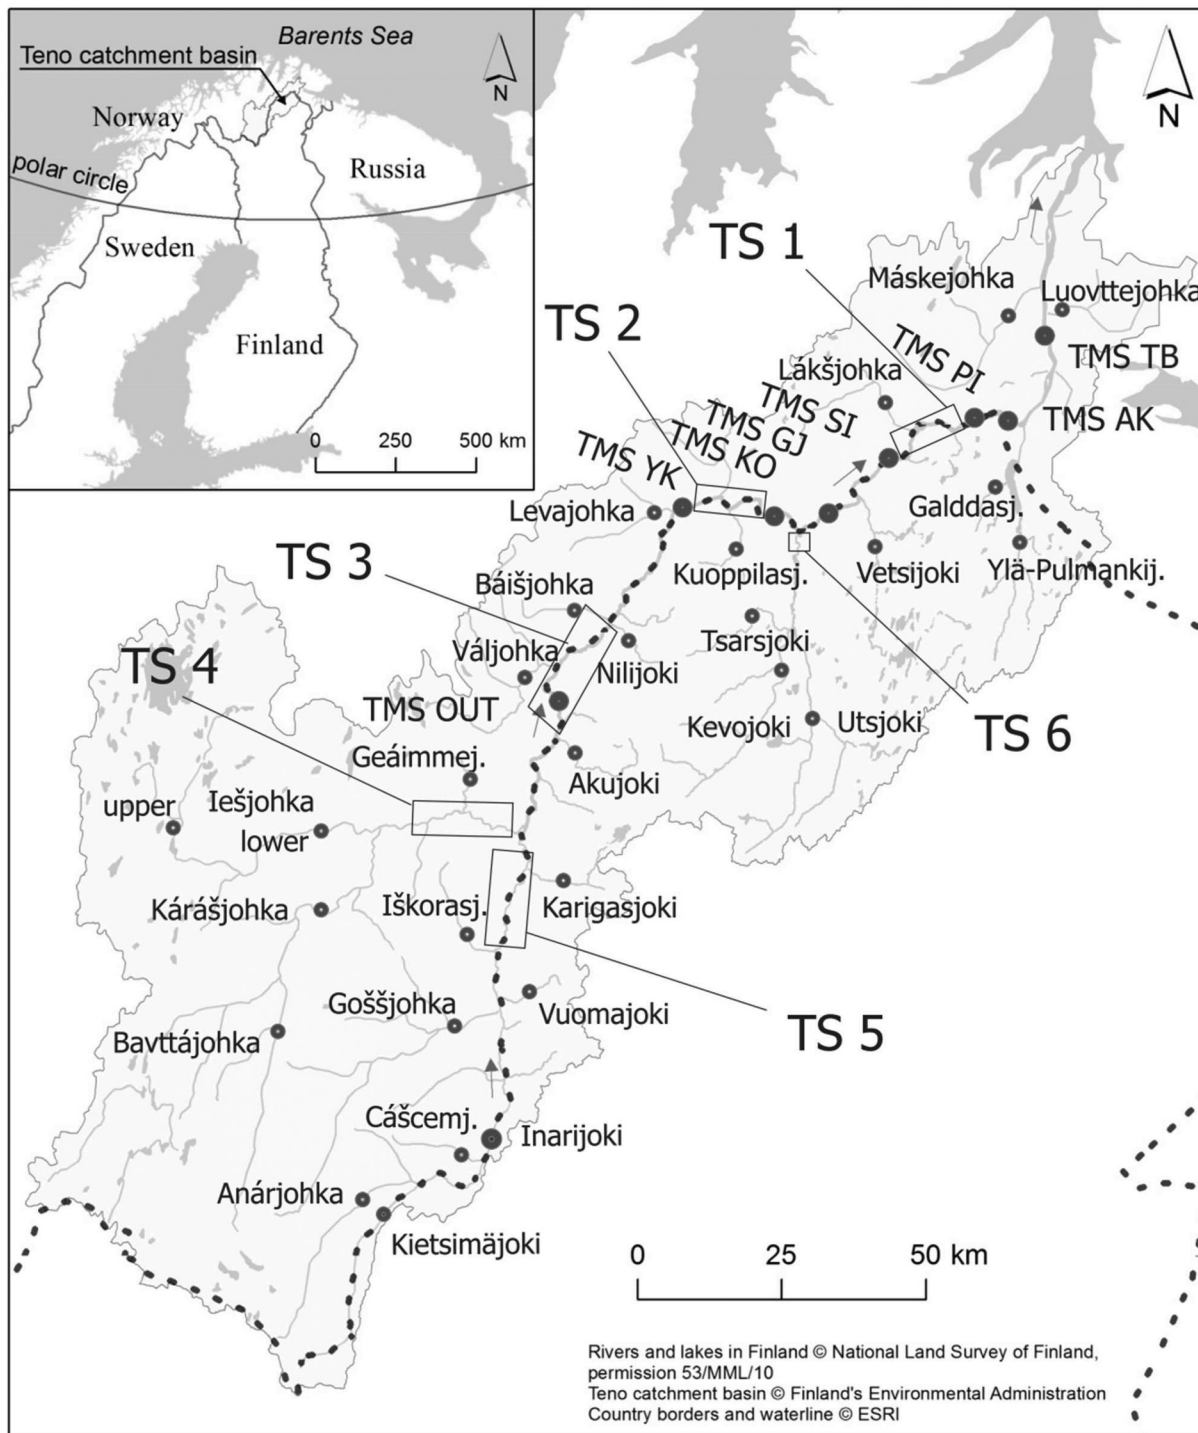 Barents Sea
Teno catchment basin
N
Norway
polar circle
Russia
Sweden
Finland
0 250 500 km
N
TS 1
Máskejohka
Luovttejohka
TS 2
TMS PI
TMS TB
Lákšjohka
TMS SI
TMS GJ
TMS KO
TMS YK
TMS AK
Levajohka
Galddasj.
TS 3
Kuoppilasj.
Vetsijoki
Ylä-Pulmankij.
Báišjohka
Tsarsjoki
Váljohka
Nilijoki
TS 4
TMS OUT
Kevojoki
Utsjoki
TS 6
Geáimmej.
Akujoki
upper
Iešjohka
lower
Kárášjohka
Iškorasj.
Karigasjoki
Goššjohka
Vuomajoki
TS 5
Bavttájohka
Cášcemj.
Inarijoki
Anárjohka
Kietsimäjoki
0 25 50 km
Rivers and lakes in Finland © National Land Survey of Finland,
permission 53/MML/10
Teno catchment basin © Finland's Environmental Administration
Country borders and waterline © ESRI